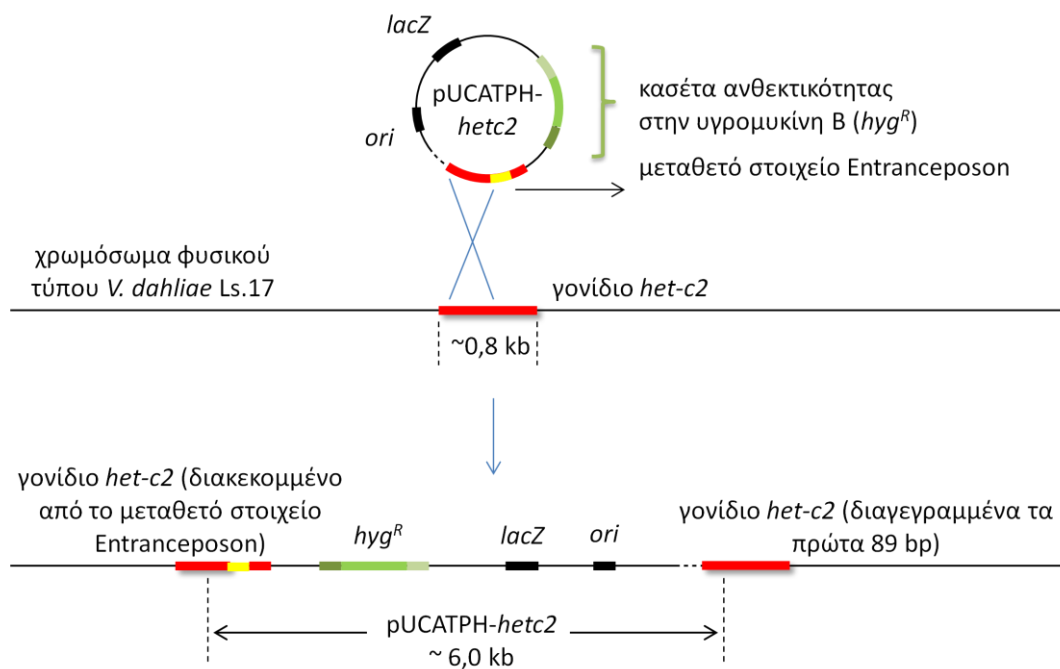 lacZ
pUCATPH-
hetc2
ori
κασέτα ανθεκτικότητας
στην υγρομυκίνη Β (hygR)
μεταθετό στοιχείο Entranceposon
χρωμόσωμα φυσικού
τύπου V. dahliae Ls.17
γονίδιο het-c2
~0,8 kb
γονίδιο het-c2 (διακεκομμένο
από το μεταθετό στοιχείο
Entranceposon)
hygR
lacZ
ori
γονίδιο het-c2 (διαγεγραμμένα τα
πρώτα 89 bp)
pUCATPH-hetc2
~ 6,0 kb